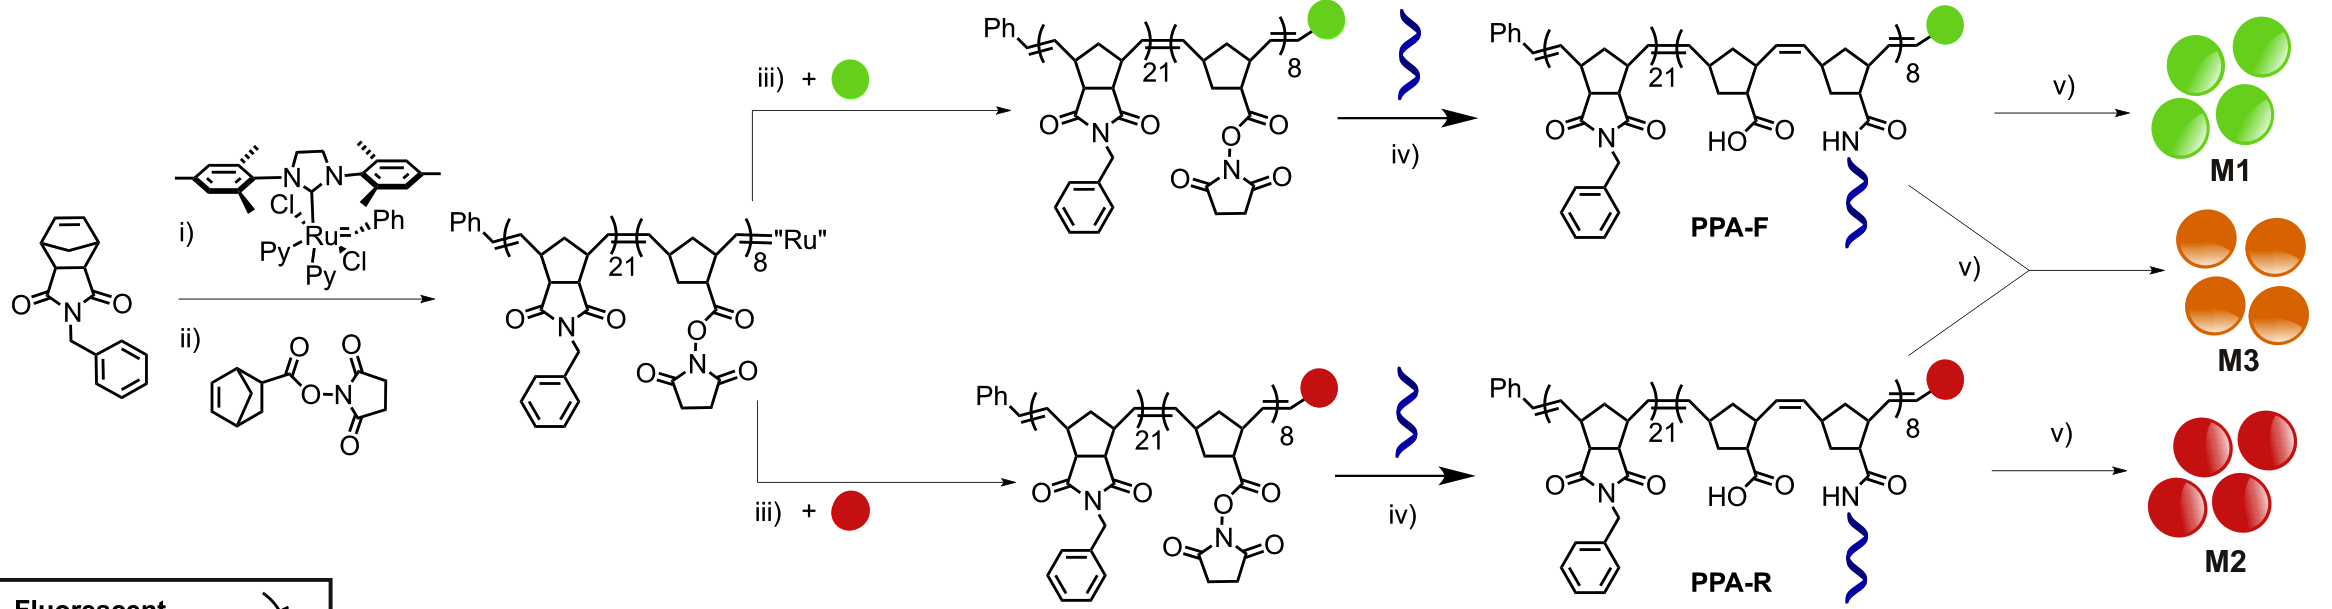 i)
Cl
N
N
Ru
Ph
Py
Py
Cl
O
N
O
ii)
O
O
N
O
O
Ph
21
8
"Ru"
O
N
O
O
O
N
O
O
iii) +
Ph
21
8
O
N
O
O
O
N
O
O
iv)
Ph
21
8
O
N
O
HO
O
HN
O
PPA-F
v)
M1
v)
M3
iii) +
Ph
21
8
O
N
O
O
O
N
O
O
iv)
Ph
21
8
O
N
O
HO
O
HN
O
PPA-R
v)
M2